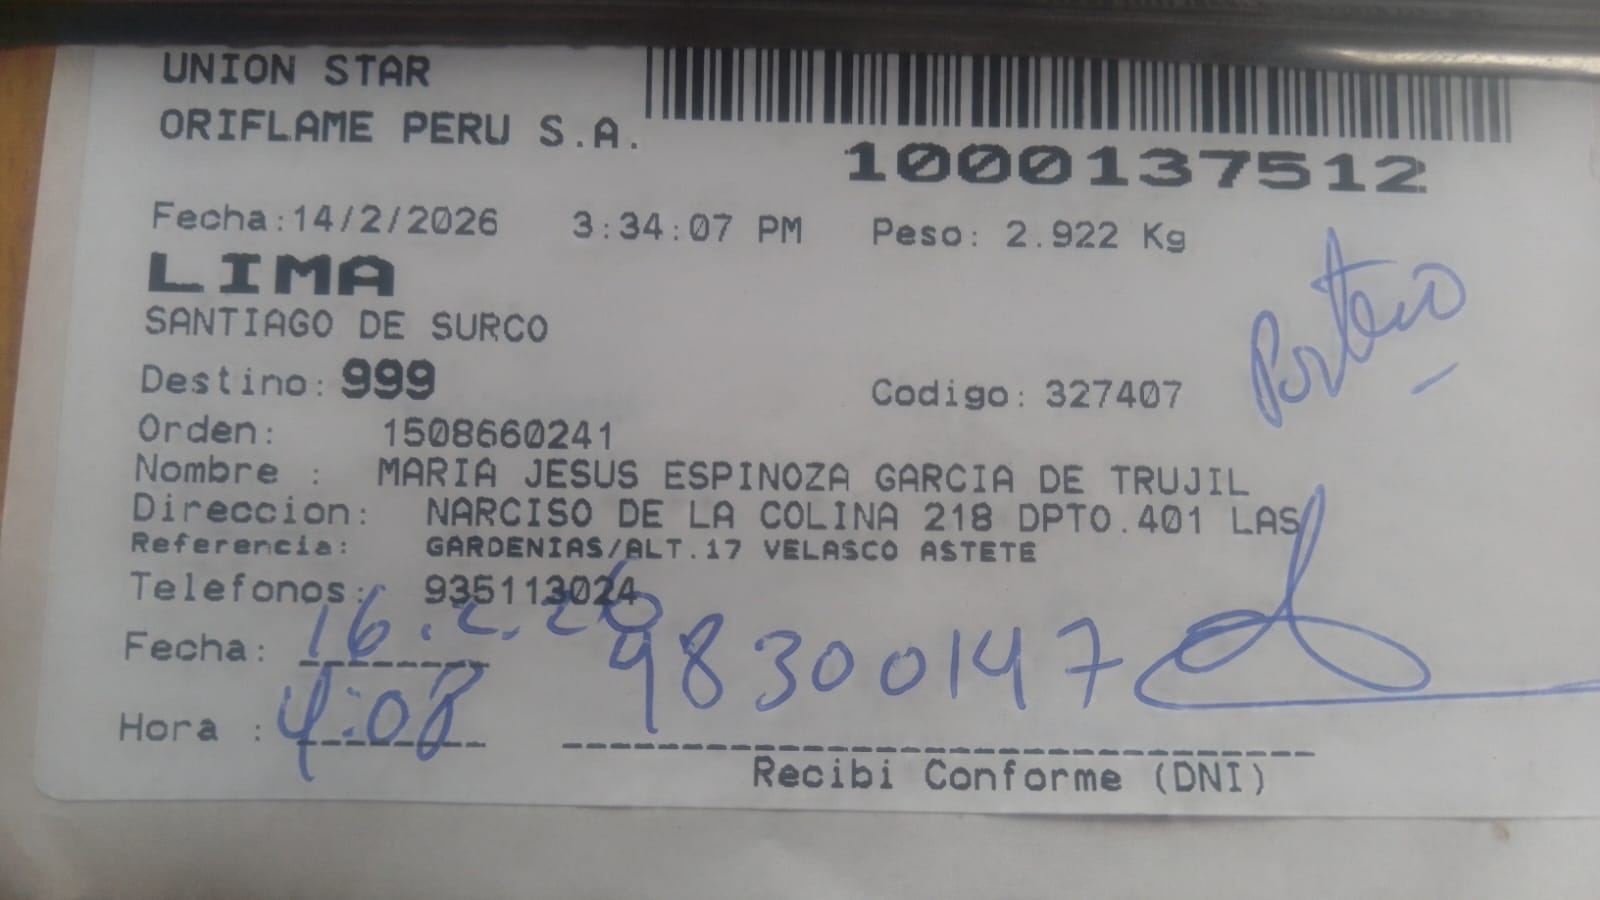 UNION STAR
ORIFLAME PERU S.A.
1000137512
Fecha:14/2/2026 3:34:07 PM Peso: 2.922 Kg
LIMA
SANTIAGO DE SURCO
Portero
Destino: 999 Codigo: 327407
Orden: 1508660241
Nombre : MARIA JESUS ESPINOZA GARCIA DE TRUJIL
Direccion: NARCISO DE LA COLINA 218 DPTO.401 LAS
Referencia: GARDENIAS/ALT.17 VELASCO ASTETE
Telefonos: 935113024
Fecha: 16.2.26 98300147
Hora : 4:08
Recibi Conforme (DNI)